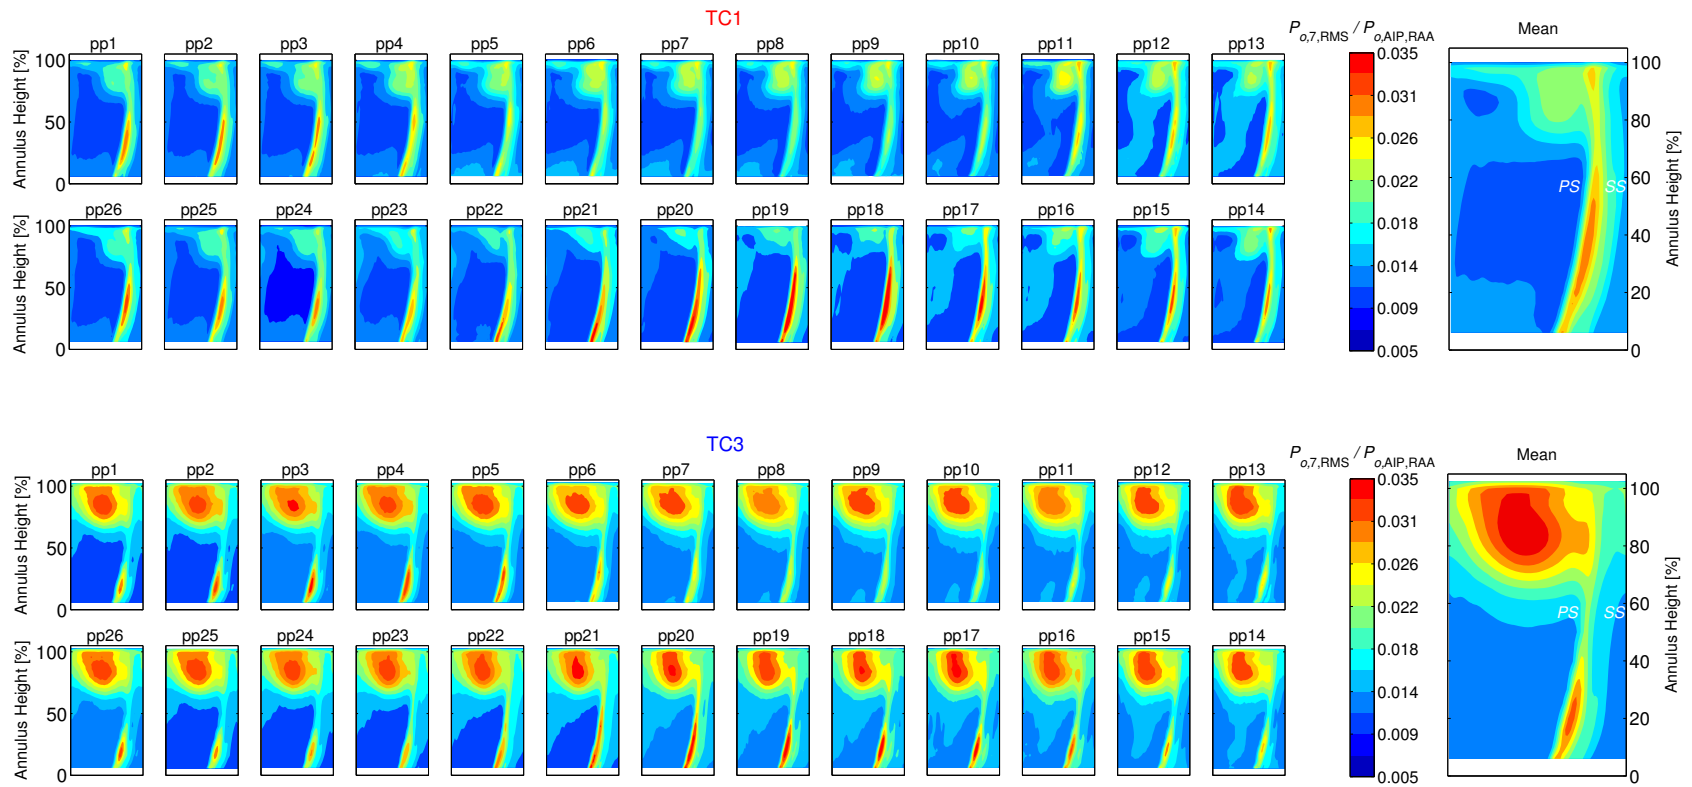 TC1
pp1 pp2 pp3 pp4 pp5 pp6 pp7 pp8 pp9 pp10 pp11 pp12 pp13
Annulus Height [%]
100
50
0
pp26 pp25 pp24 pp23 pp22 pp21 pp20 pp19 pp18 pp17 pp16 pp15 pp14
Annulus Height [%]
100
50
0
Po,7,RMS / Po,AIP,RAA
0.035
0.031
0.026
0.022
0.018
0.014
0.009
0.005
Mean
PS SS
100
80
60
40
20
0
Annulus Height [%]
TC3
pp1 pp2 pp3 pp4 pp5 pp6 pp7 pp8 pp9 pp10 pp11 pp12 pp13
Annulus Height [%]
100
50
0
pp26 pp25 pp24 pp23 pp22 pp21 pp20 pp19 pp18 pp17 pp16 pp15 pp14
Annulus Height [%]
100
50
0
Po,7,RMS / Po,AIP,RAA
0.035
0.031
0.026
0.022
0.018
0.014
0.009
0.005
Mean
PS SS
100
80
60
40
20
0
Annulus Height [%]